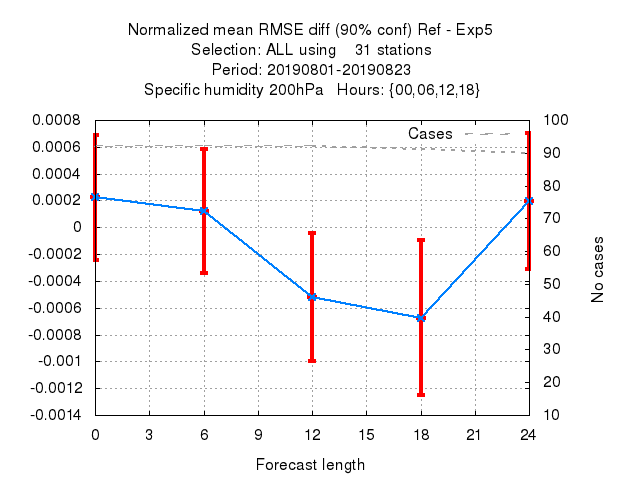 Normalized mean RMSE diff (90% conf) Ref - Exp5
Selection: ALL using    31 stations
Period: 20190801-20190823
Specific humidity 200hPa   Hours: {00,06,12,18}
Cases
0.0008
0.0006
0.0004
0.0002
0
-0.0002
-0.0004
-0.0006
-0.0008
-0.001
-0.0012
-0.0014
100
90
80
70
60
50
40
30
20
10
No cases
0 3 6 9 12 15 18 21 24
Forecast length